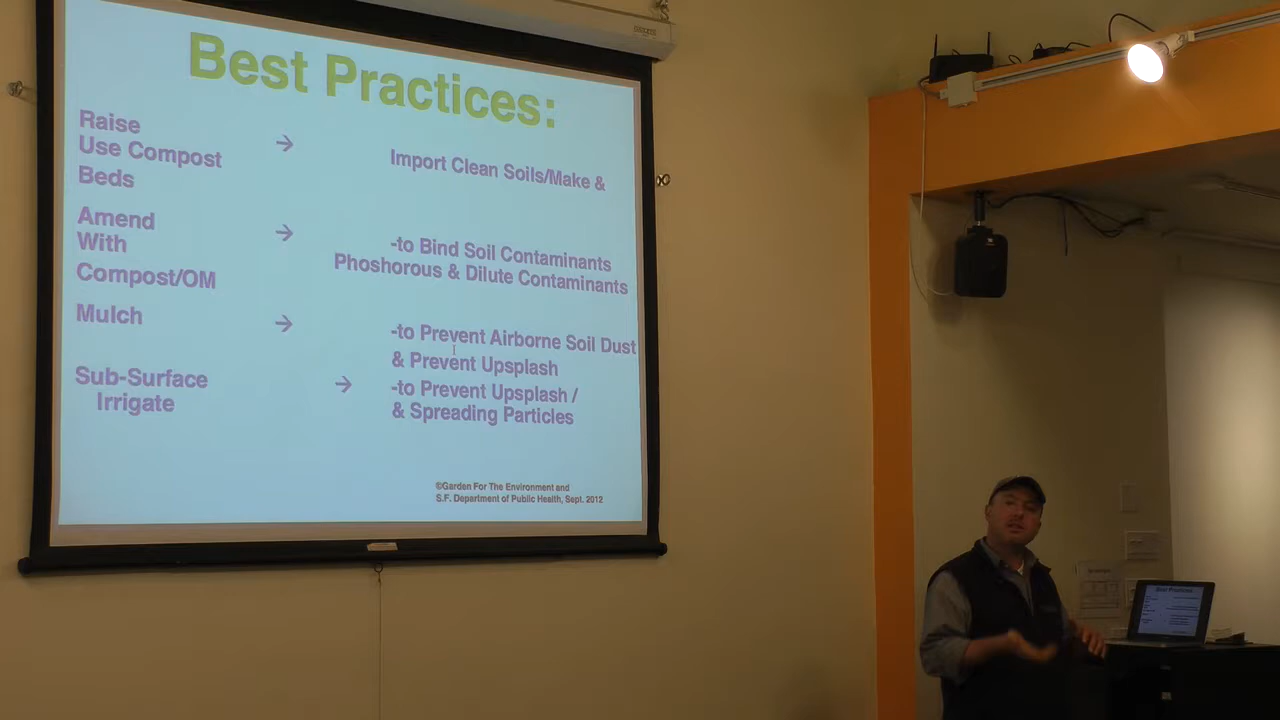 Best Practices:
Raise → Import Clean Soils/Make &
Use Compost
Beds
Amend → -to Bind Soil Contaminants
With Phoshorous & Dilute Contaminants
Compost/OM
Mulch → -to Prevent Airborne Soil Dust
& Prevent Upsplash
Sub-Surface → -to Prevent Upsplash /
Irrigate & Spreading Particles
©Garden For The Environment and
S.F. Department of Public Health, Sept. 2012